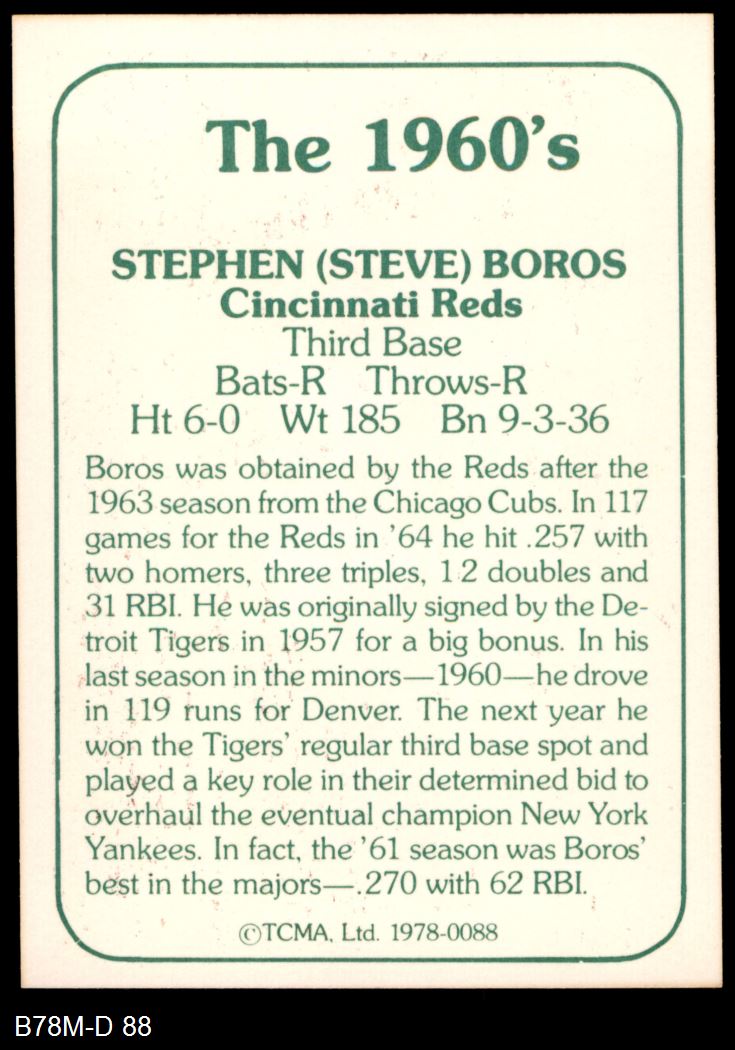 The 1960's
STEPHEN (STEVE) BOROS
Cincinnati Reds
Third Base
Bats-R Throws-R
Ht 6-0 Wt 185 Bn 9-3-36
Boros was obtained by the Reds after the
1963 season from the Chicago Cubs. In 117
games for the Reds in '64 he hit .257 with
two homers, three triples, 12 doubles and
31 RBI. He was originally signed by the De-
troit Tigers in 1957 for a big bonus. In his
last season in the minors—1960—he drove
in 119 runs for Denver. The next year he
won the Tigers' regular third base spot and
played a key role in their determined bid to
overhaul the eventual champion New York
Yankees. In fact, the '61 season was Boros'
best in the majors—.270 with 62 RBI.
©TCMA, Ltd. 1978-0088
B78M-D 88